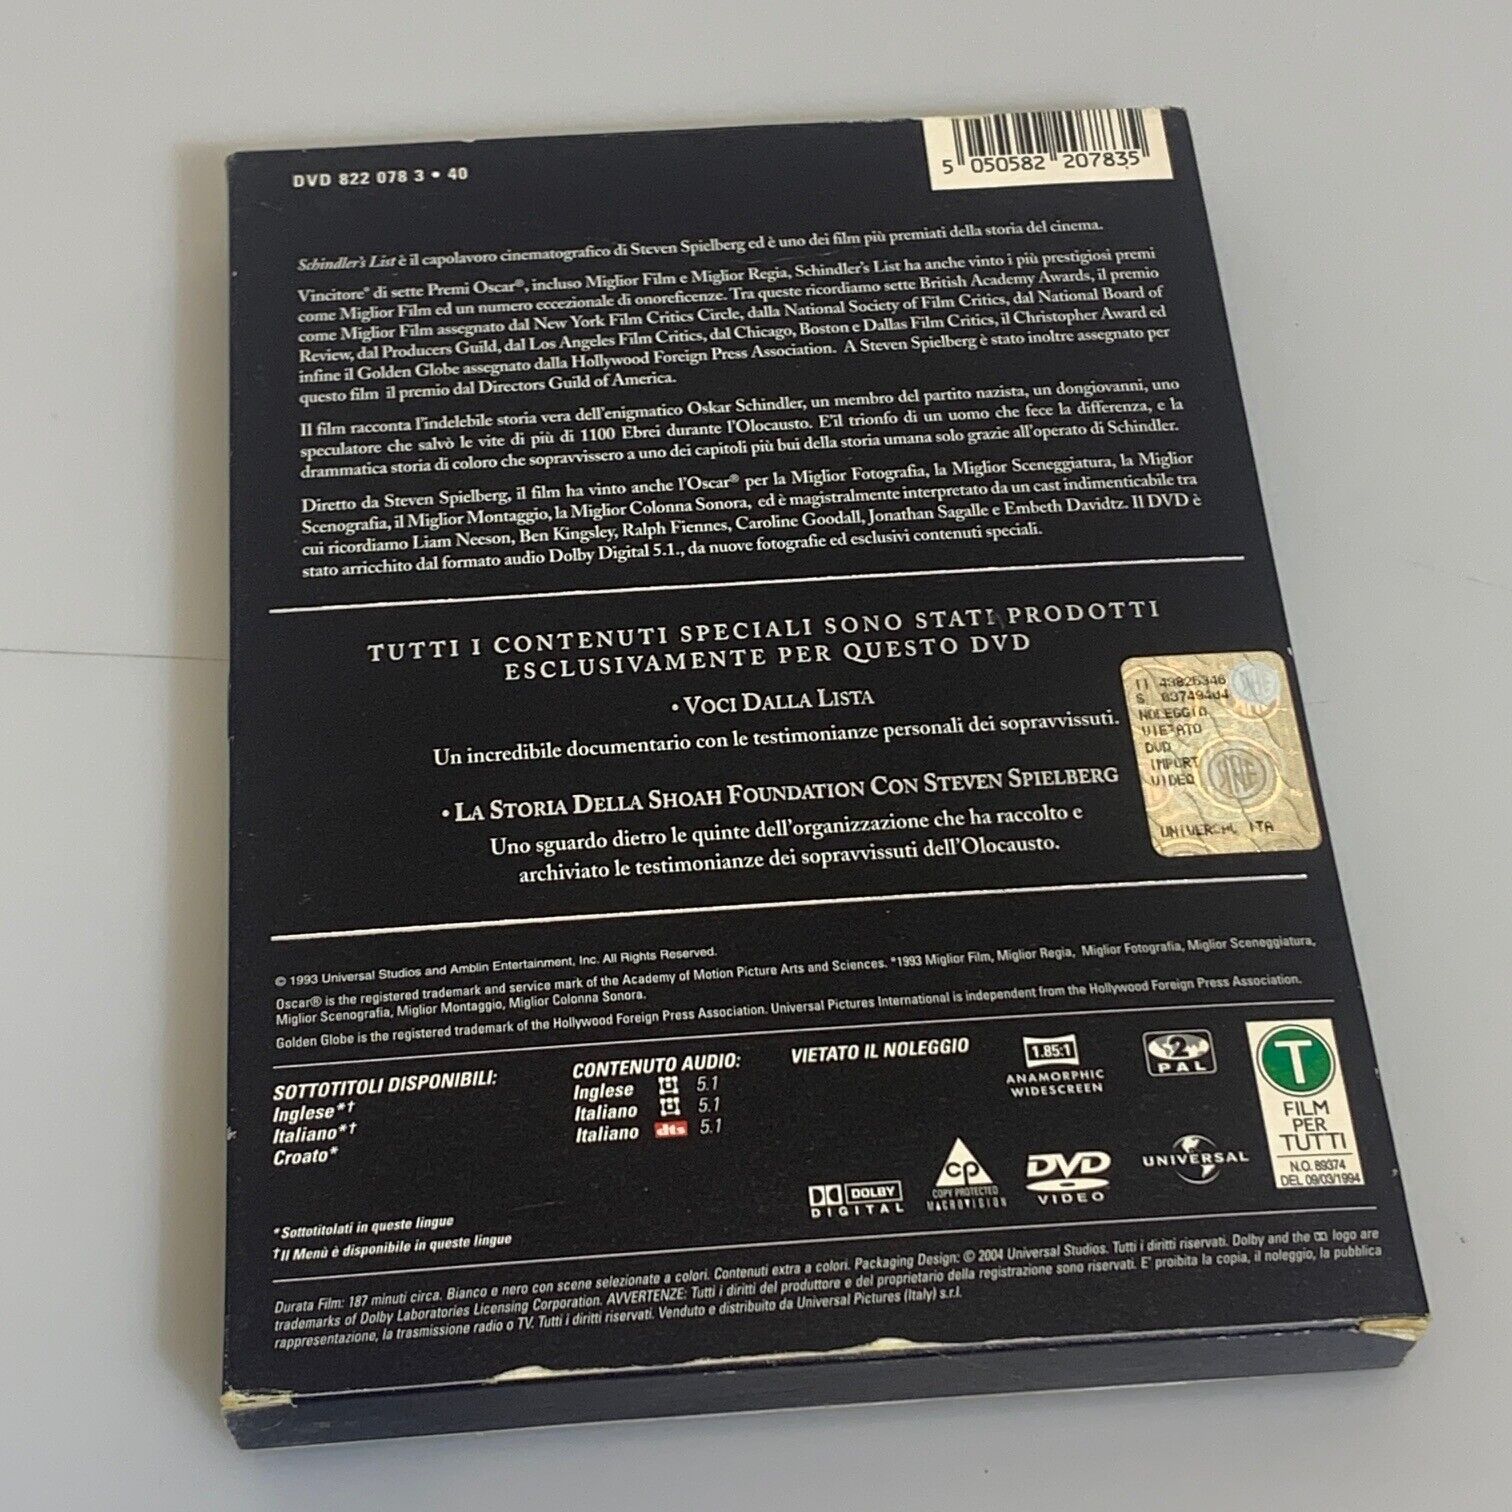 DVD 822 078 3 • 40
5 050582 207835
Schindler's List è il capolavoro cinematografico di Steven Spielberg ed è uno dei film più premiati della storia del cinema.
Vincitore* di sette Premi Oscar®, incluso Miglior Film e Miglior Regia, Schindler's List ha anche vinto i più prestigiosi premi
come Miglior Film ed un numero eccezionale di onoreficenze. Tra queste ricordiamo sette British Academy Awards, il premio
come Miglior Film assegnato dal New York Film Critics Circle, dalla National Society of Film Critics, dal National Board of
Review, dal Producers Guild, dal Los Angeles Film Critics, dal Chicago, Boston e Dallas Film Critics, il Christopher Award ed
infine il Golden Globe assegnato dalla Hollywood Foreign Press Association. A Steven Spielberg è stato inoltre assegnato per
questo film il premio dal Directors Guild of America.
Il film racconta l'indelebile storia vera dell'enigmatico Oskar Schindler, un membro del partito nazista, un dongiovanni, uno
speculatore che salvò le vite di più di 1100 Ebrei durante l'Olocausto. E'il trionfo di un uomo che fece la differenza, e la
drammatica storia di coloro che sopravvissero a uno dei capitoli più bui della storia umana solo grazie all'operato di Schindler.
Diretto da Steven Spielberg, il film ha vinto anche l'Oscar® per la Miglior Fotografia, la Miglior Sceneggiatura, la Miglior
Scenografia, il Miglior Montaggio, la Miglior Colonna Sonora, ed è magistralmente interpretato da un cast indimenticabile tra
cui ricordiamo Liam Neeson, Ben Kingsley, Ralph Fiennes, Caroline Goodall, Jonathan Sagalle e Embeth Davidtz. Il DVD è
stato arricchito dal formato audio Dolby Digital 5.1., da nuove fotografie ed esclusivi contenuti speciali.
TUTTI I CONTENUTI SPECIALI SONO STATI PRODOTTI
ESCLUSIVAMENTE PER QUESTO DVD
• VOCI DALLA LISTA
Un incredibile documentario con le testimonianze personali dei sopravvissuti.
• LA STORIA DELLA SHOAH FOUNDATION CON STEVEN SPIELBERG
Uno sguardo dietro le quinte dell'organizzazione che ha raccolto e
archiviato le testimonianze dei sopravvissuti dell'Olocausto.
NOLEGGIO
VIETATO
DVD
IMPORT
VIDEO
UNIVERSAL ITA
© 1993 Universal Studios and Amblin Entertainment, Inc. All Rights Reserved.
Oscar® is the registered trademark and service mark of the Academy of Motion Picture Arts and Sciences. *1993 Miglior Film, Miglior Regia, Miglior Fotografia, Miglior Sceneggiatura,
Miglior Scenografia, Miglior Montaggio, Miglior Colonna Sonora.
Golden Globe is the registered trademark of the Hollywood Foreign Press Association. Universal Pictures International is independent from the Hollywood Foreign Press Association.
SOTTOTITOLI DISPONIBILI:
Inglese*†
Italiano*†
Croato*
*Sottotitolati in queste lingue
†Il Menù è disponibile in queste lingue
CONTENUTO AUDIO:
Inglese 5.1
Italiano 5.1
Italiano dts 5.1
VIETATO IL NOLEGGIO
1.85:1
ANAMORPHIC
WIDESCREEN
2
PAL
T
FILM
PER
TUTTI
N.O. 89374
DEL 09/03/1994
DOLBY
DIGITAL
CP
COPY PROTECTED
MACROVISION
DVD
VIDEO
UNIVERSAL
Durata Film: 187 minuti circa. Bianco e nero con scene selezionate a colori. Contenuti extra a colori. Packaging Design: © 2004 Universal Studios. Tutti i diritti riservati. Dolby and the logo are
trademarks of Dolby Laboratories Licensing Corporation. AVVERTENZE: Tutti i diritti del produttore e del proprietario della registrazione sono riservati. E' proibita la copia, il noleggio, la pubblica
rappresentazione, la trasmissione radio o TV. Tutti i diritti riservati. Venduto e distribuito da Universal Pictures (Italy) s.r.l.